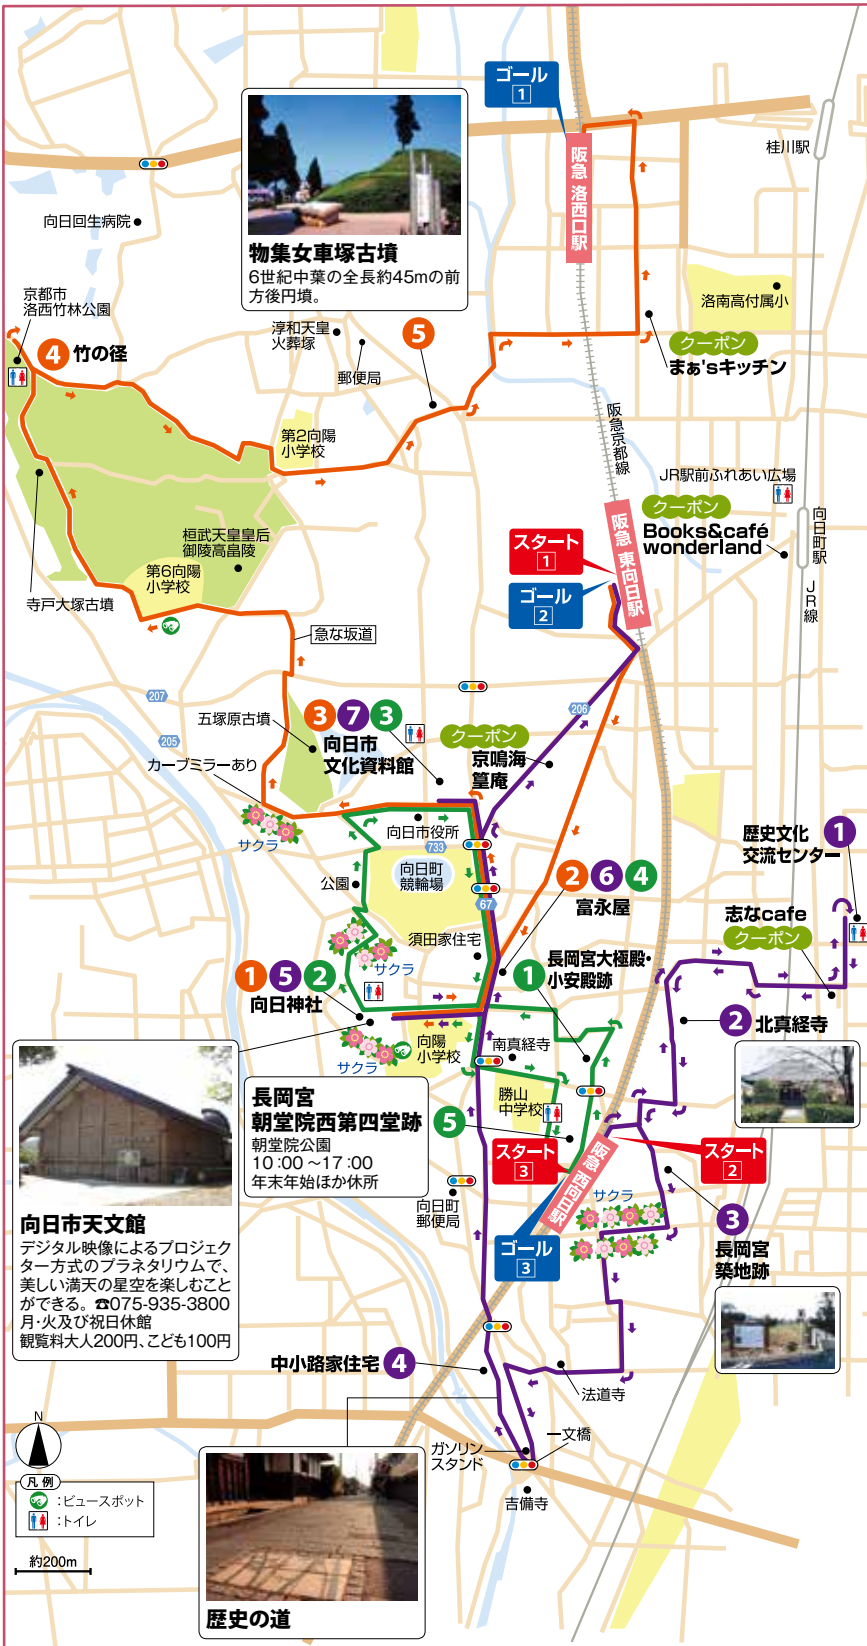 ゴール
1
阪急 洛西口駅
桂川駅
向日回生病院
物集女車塚古墳
6世紀中葉の全長約45mの前
方後円墳。
京都市
洛西竹林公園
4 竹の径
淳和天皇
火葬塚
郵便局
5
洛南高付属小
クーポン
まぁ'sキッチン
第2向陽
小学校
阪急京都線
JR駅前ふれあい広場
クーポン
Books&café
wonderland
向日町駅
JR線
スタート
1
阪急 東向日駅
ゴール
2
桓武天皇皇后
御陵高畠陵
第6向陽
小学校
寺戸大塚古墳
急な坂道
207
205
206
五塚原古墳
3 7 3
向日市
文化資料館
カーブミラーあり
クーポン
京鳴海
篁庵
サクラ
向日市役所
733
向日町
競輪場
公園
67
2 6 4
富永屋
歴史文化
交流センター
1
志なcafe
クーポン
須田家住宅
サクラ
長岡宮大極殿・
小安殿跡
1
1 5 2
向日神社
2 北真経寺
サクラ
向陽
小学校
南真経寺
勝山
中学校
長岡宮
朝堂院西第四堂跡
朝堂院公園
10:00~17:00
年末年始ほか休所
5
スタート
3
阪急 西向日駅
スタート
2
向日町
郵便局
サクラ
3
長岡宮
築地跡
ゴール
3
向日市天文館
デジタル映像によるプロジェク
ター方式のプラネタリウムで、
美しい満天の星空を楽しむこと
ができる。☎075-935-3800
月・火及び祝日休館
観覧料大人200円、こども100円
中小路家住宅 4
法道寺
ガソリン
スタンド
一文橋
吉備寺
N
凡例
:ビュースポット
:トイレ
約200m
歴史の道